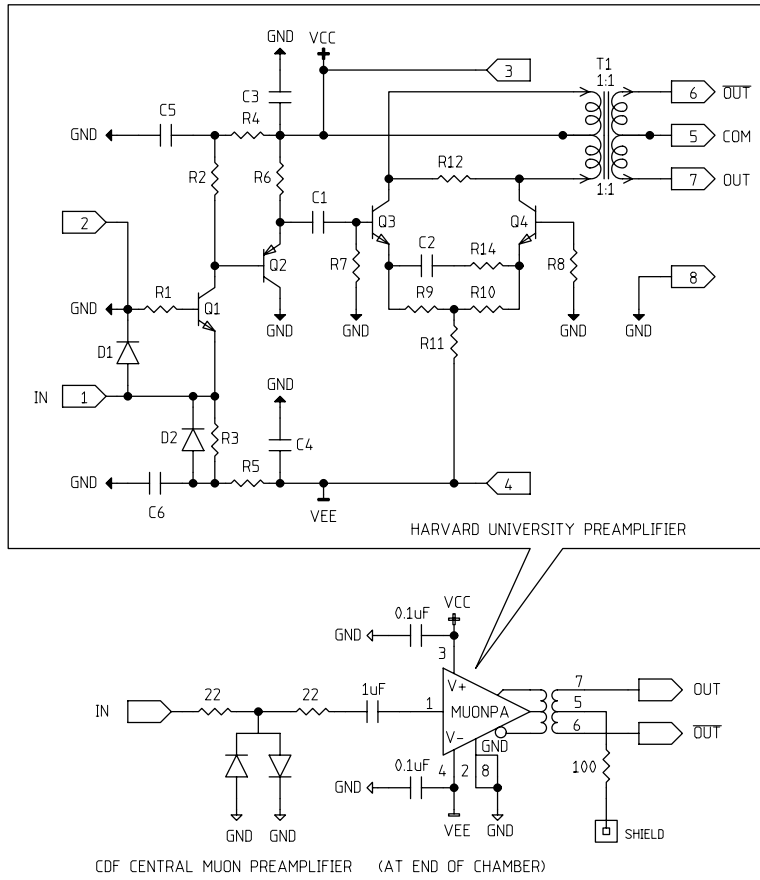 VCC
GND
T1
1:1
3
6 OUT
C5
C3
R4
GND
5 COM
R2
R6
R12
7 OUT
1:1
C1
2
Q3
Q4
C2
R14
Q2
R7
R8
8
GND
R1
Q1
R9
R10
GND
GND
GND
GND
D1
R11
IN
1
GND
D2
R3
C4
R5
GND
4
C6
VEE
HARVARD UNIVERSITY PREAMPLIFIER
VCC
0.1uF
GND
3
V+
7
OUT
IN
22
22
1uF
1
MUONPA
5
V-
6
OUT
GND
0.1uF
4
2
8
100
GND
GND
GND
VEE
GND
SHIELD
CDF CENTRAL MUON PREAMPLIFIER (AT END OF CHAMBER)